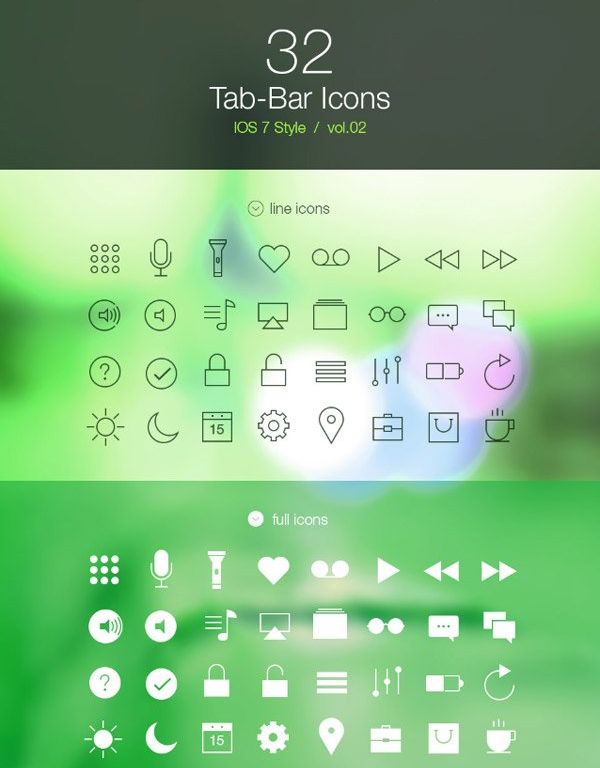 32
Tab-Bar Icons
IOS 7 Style / vol.02
line icons
?
15
full icons
?
15